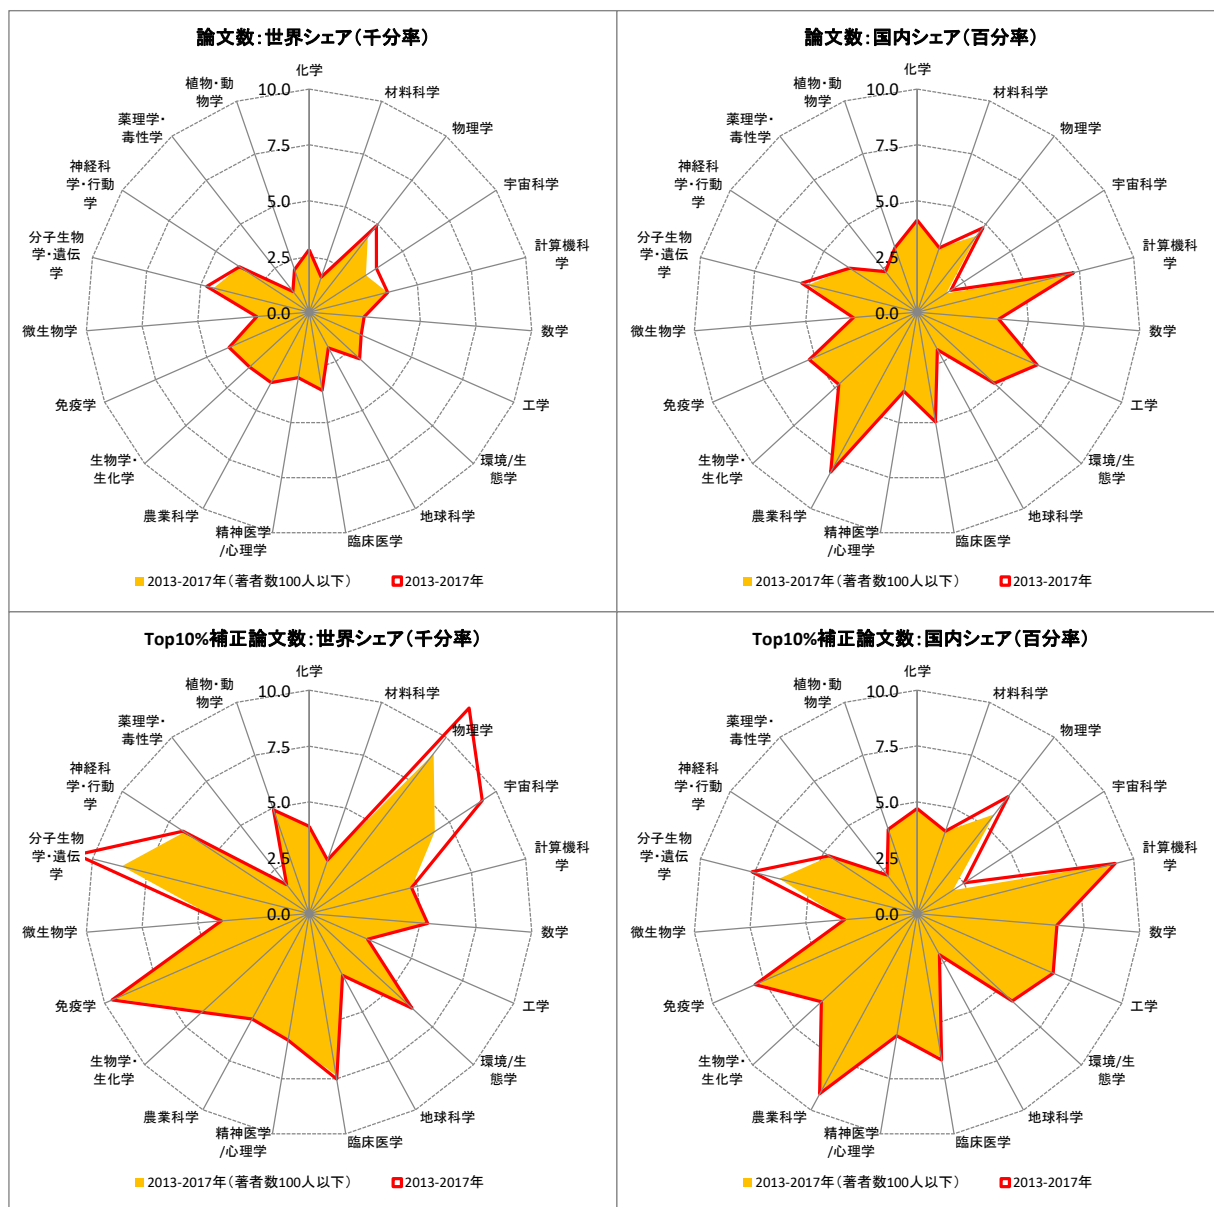 論文数：世界シェア（千分率）
化学
材料科学
物理学
宇宙科学
計算機科
学
数学
工学
環境/生
態学
地球科学
臨床医学
精神医学
/心理学
農業科学
生物学・
生化学
免疫学
微生物学
分子生物
学・遺伝
学
神経科
学・行動
学
薬理学・
毒性学
植物・動
物学
10.0
7.5
5.0
2.5
0.0
2013-2017年（著者数100人以下）
2013-2017年
論文数：国内シェア（百分率）
化学
材料科学
物理学
宇宙科学
計算機科
学
数学
工学
環境/生
態学
地球科学
臨床医学
精神医学
/心理学
農業科学
生物学・
生化学
免疫学
微生物学
分子生物
学・遺伝
学
神経科
学・行動
学
薬理学・
毒性学
植物・動
物学
10.0
7.5
5.0
2.5
0.0
2013-2017年（著者数100人以下）
2013-2017年
Top10%補正論文数：世界シェア（千分率）
化学
材料科学
物理学
宇宙科学
計算機科
学
数学
工学
環境/生
態学
地球科学
臨床医学
精神医学
/心理学
農業科学
生物学・
生化学
免疫学
微生物学
分子生物
学・遺伝
学
神経科
学・行動
学
薬理学・
毒性学
植物・動
物学
10.0
7.5
5.0
2.5
0.0
2013-2017年（著者数100人以下）
2013-2017年
Top10%補正論文数：国内シェア（百分率）
化学
材料科学
物理学
宇宙科学
計算機科
学
数学
工学
環境/生
態学
地球科学
臨床医学
精神医学
/心理学
農業科学
生物学・
生化学
免疫学
微生物学
分子生物
学・遺伝
学
神経科
学・行動
学
薬理学・
毒性学
植物・動
物学
10.0
7.5
5.0
2.5
0.0
2013-2017年（著者数100人以下）
2013-2017年